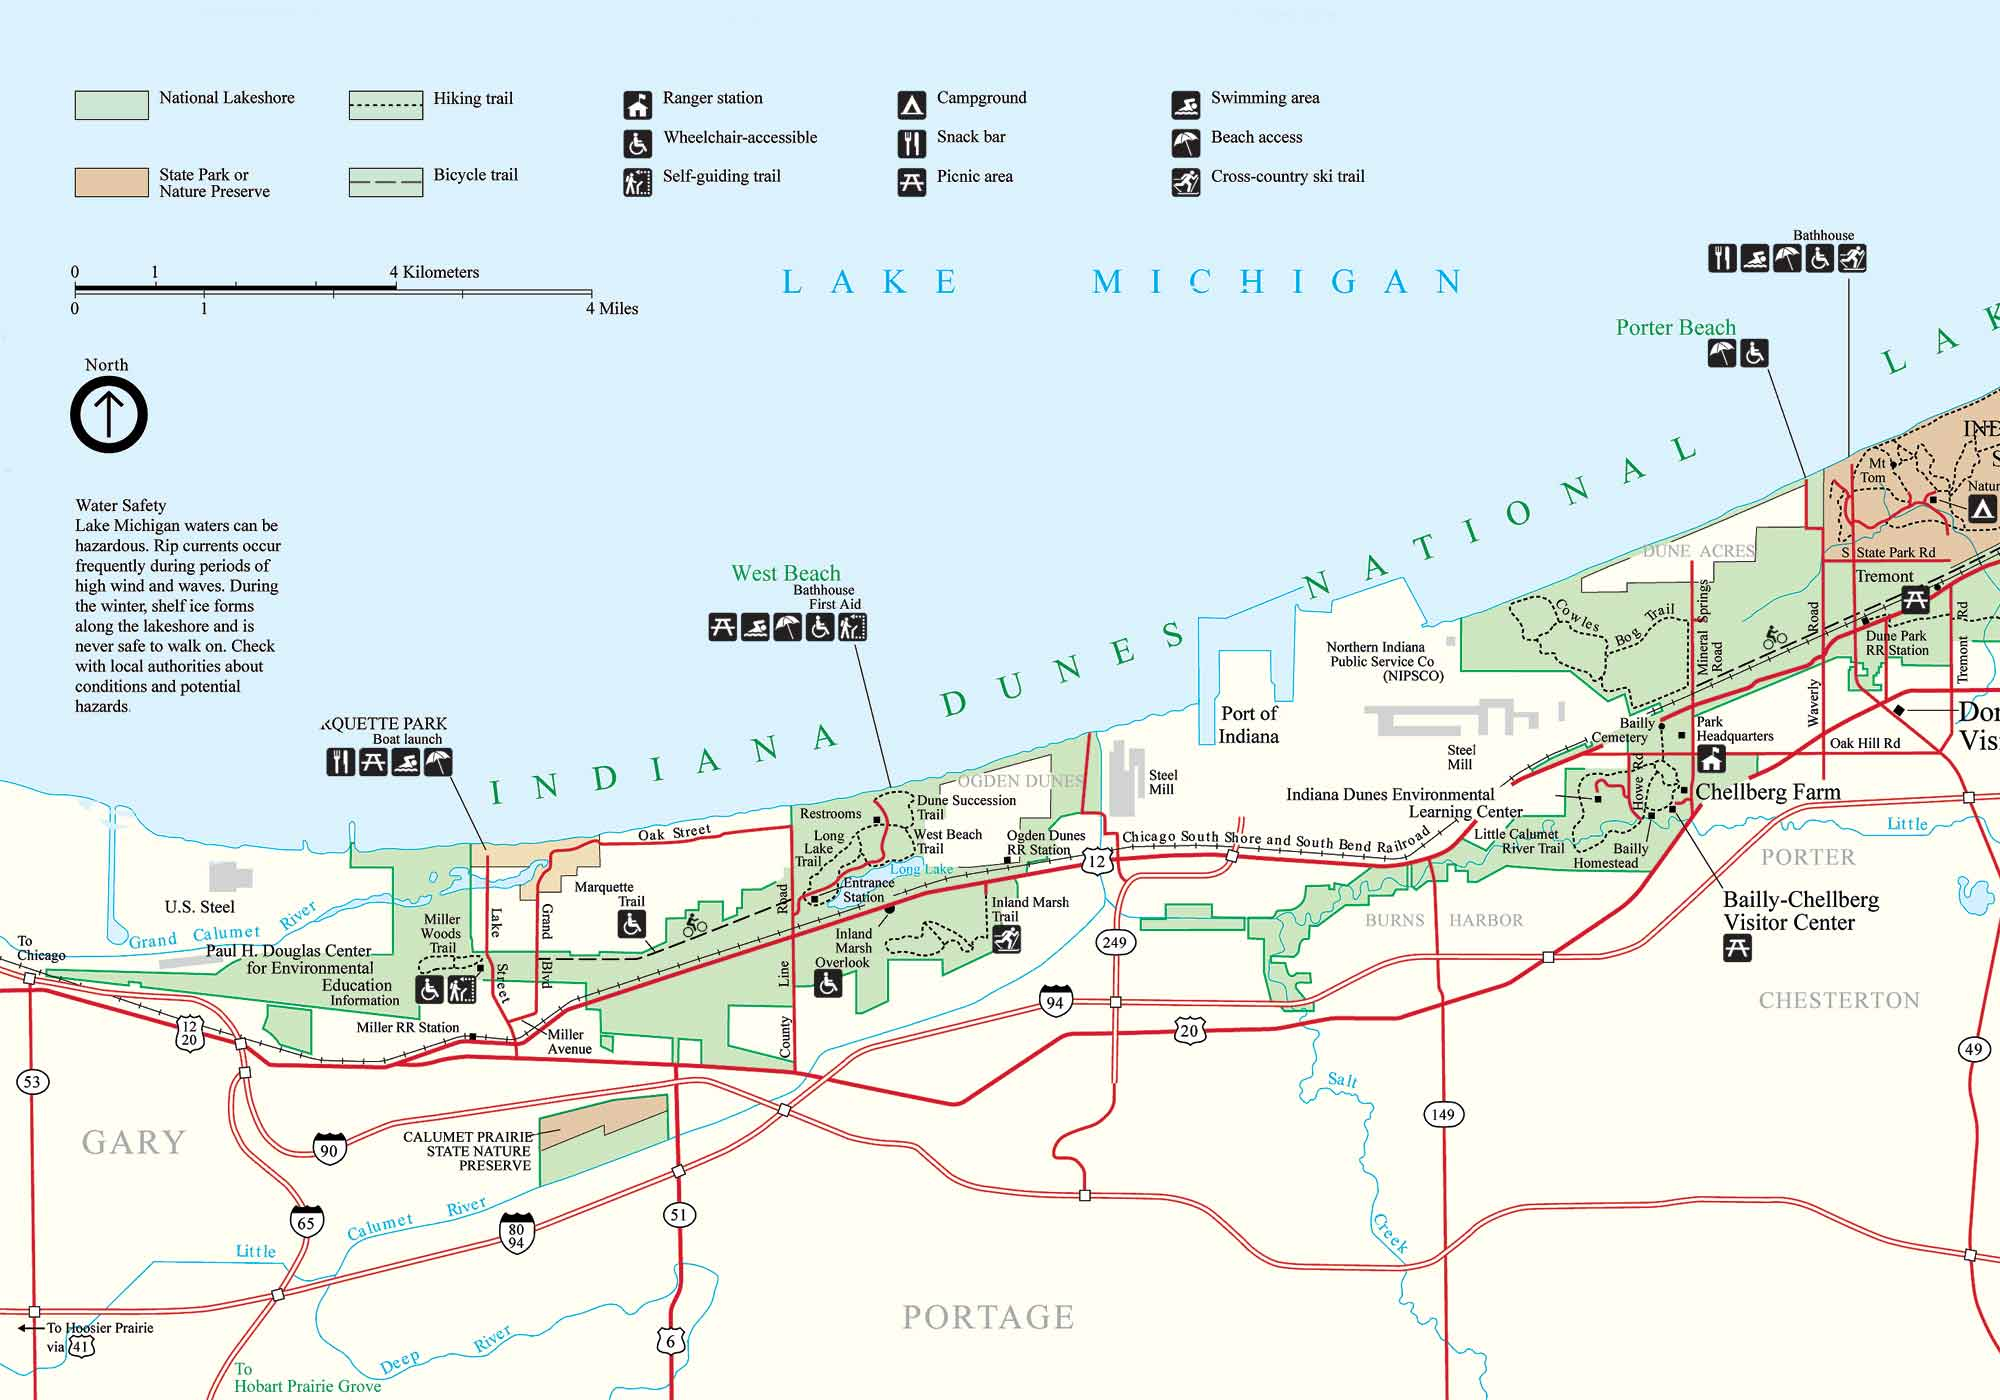 National Lakeshore
State Park or
Nature Preserve
Hiking trail
Bicycle trail
Ranger station
Wheelchair-accessible
Self-guiding trail
Campground
Snack bar
Picnic area
Swimming area
Beach access
Cross-country ski trail
0 1 4 Kilometers
0 1 4 Miles
North
LAKE MICHIGAN
Water Safety
Lake Michigan waters can be
hazardous. Rip currents occur
frequently during periods of
high wind and waves. During
the winter, shelf ice forms
along the lakeshore and is
never safe to walk on. Check
with local authorities about
conditions and potential
hazards.
Bathhouse
Porter Beach
INDIANA DUNES NATIONAL LAK
IND
S
Mt
Tom
Natur
DUNE ACRES
S State Park Rd
Tremont
West Beach
Bathhouse
First Aid
Cowles Bog Trail
Mineral Springs
Road
Waverly Road
Dune Park
RR Station
Tremont Rd
Northern Indiana
Public Service Co
(NIPSCO)
Port of
Indiana
Steel
Mill
Bailly
Cemetery
Park
Headquarters
Oak Hill Rd
Dor
Vis
RQUETTE PARK
Boat launch
OGDEN DUNES
Steel
Mill
Indiana Dunes Environmental
Learning Center
Howe Rd
Chellberg Farm
Dune Succession
Trail
Restrooms
Long
Lake
Trail
West Beach
Trail
Ogden Dunes
RR Station
Oak Street
Chicago South Shore and South Bend Railroad
12
Little Calumet
River Trail
Bailly
Homestead
Little
PORTER
Long Lake
Entrance
Station
U.S. Steel
Grand Calumet River
Marquette
Trail
Miller
Woods
Trail
Lake Street
Grand Blvd
County Line Road
Inland Marsh
Trail
Inland
Marsh
Overlook
BURNS HARBOR
Bailly-Chellberg
Visitor Center
249
To
Chicago
Paul H. Douglas Center
for Environmental
Education
Information
Miller RR Station
Miller
Avenue
94
20
12
20
CHESTERTON
49
53
Salt
Creek
149
GARY
90
CALUMET PRAIRIE
STATE NATURE
PRESERVE
65
Little Calumet River
80
94
51
PORTAGE
6
To Hoosier Prairie
via 41
Deep River
To
Hobart Prairie Grove